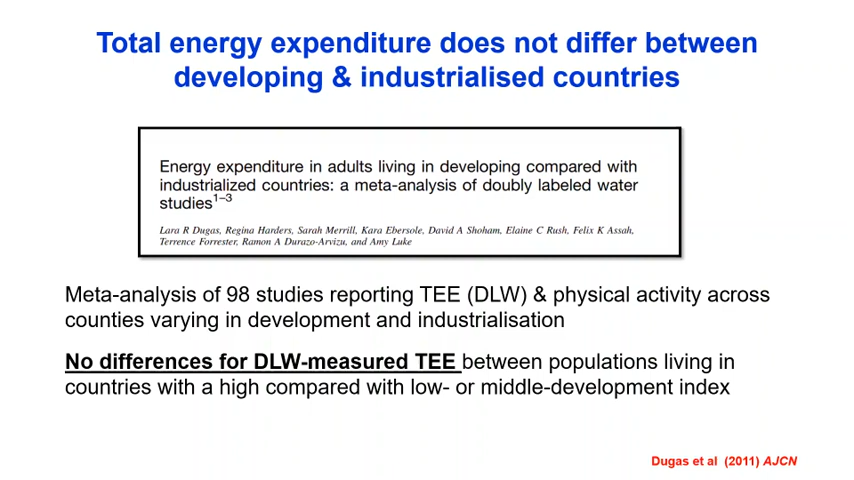 Total energy expenditure does not differ between
developing & industrialised countries
Energy expenditure in adults living in developing compared with
industrialized countries: a meta-analysis of doubly labeled water
studies¹⁻³
Lara R Dugas, Regina Harders, Sarah Merrill, Kara Ebersole, David A Shoham, Elaine C Rush, Felix K Assah,
Terrence Forrester, Ramon A Durazo-Arvizu, and Amy Luke
Meta-analysis of 98 studies reporting TEE (DLW) & physical activity across
counties varying in development and industrialisation
No differences for DLW-measured TEE between populations living in
countries with a high compared with low- or middle-development index
Dugas et al (2011) AJCN